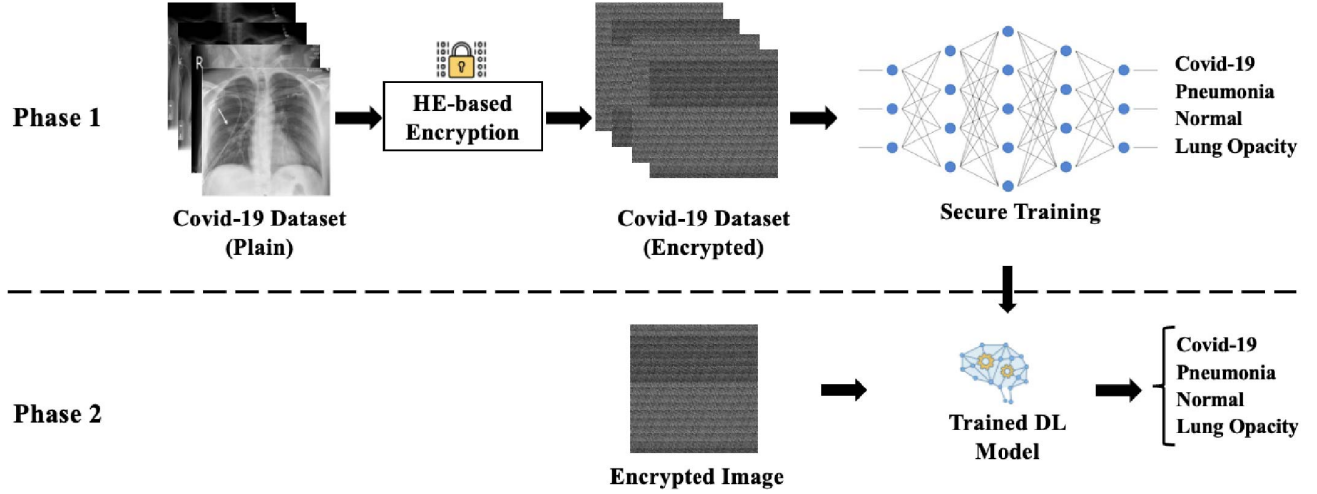 Phase 1
R
HE-based
Encryption
Covid-19 Dataset
(Plain)
Covid-19 Dataset
(Encrypted)
Covid-19
Pneumonia
Normal
Lung Opacity
Secure Training
Phase 2
Encrypted Image
Trained DL
Model
Covid-19
Pneumonia
Normal
Lung Opacity